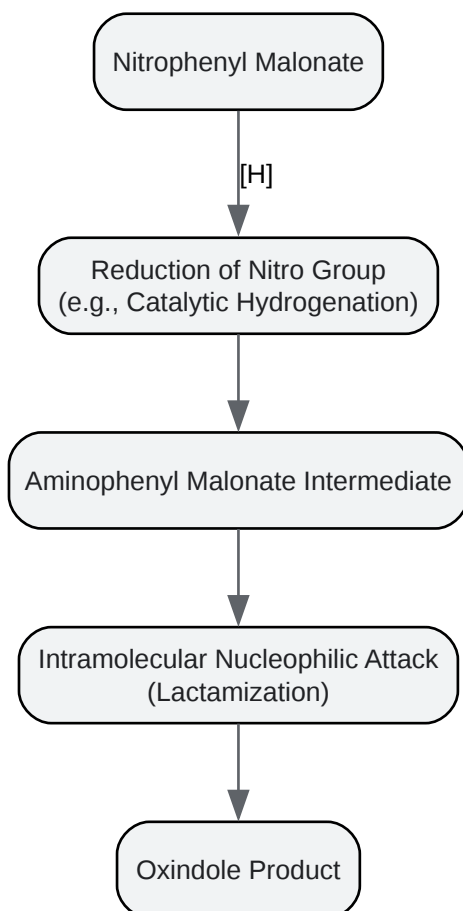 Nitrophenyl Malonate
[H]
Reduction of Nitro Group
(e.g., Catalytic Hydrogenation)
Aminophenyl Malonate Intermediate
Intramolecular Nucleophilic Attack
(Lactamization)
Oxindole Product